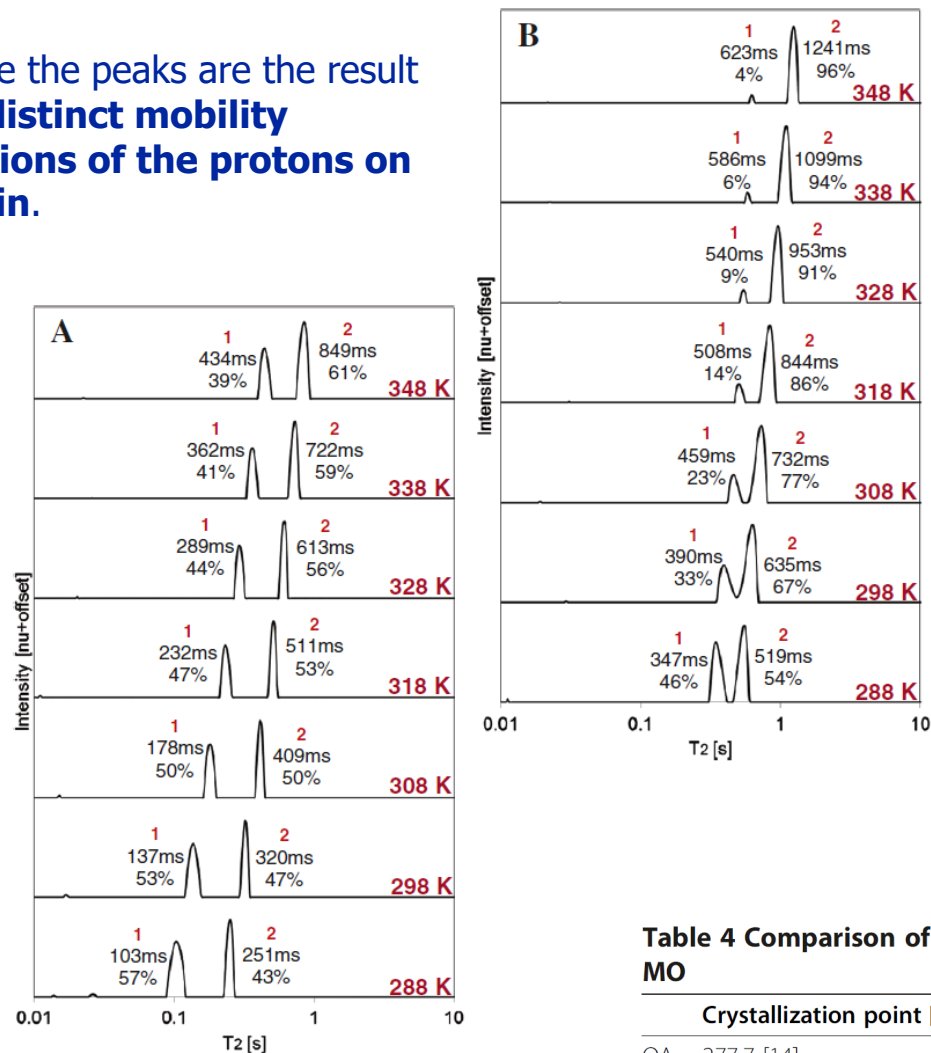 e the peaks are the result
distinct mobility
ions of the protons on
in.
A
1
434ms
39%
2
849ms
61%
348 K
1
362ms
41%
2
722ms
59%
338 K
1
289ms
44%
2
613ms
56%
328 K
1
232ms
47%
2
511ms
53%
318 K
1
178ms
50%
2
409ms
50%
308 K
1
137ms
53%
2
320ms
47%
298 K
1
103ms
57%
2
251ms
43%
288 K
Intensity [nu+offset]
0.01 0.1 1 10
T2 [s]
B
1
623ms
4%
2
1241ms
96%
348 K
1
586ms
6%
2
1099ms
94%
338 K
1
540ms
9%
2
953ms
91%
328 K
1
508ms
14%
2
844ms
86%
318 K
1
459ms
23%
2
732ms
77%
308 K
1
390ms
33%
2
635ms
67%
298 K
1
347ms
46%
2
519ms
54%
288 K
Intensity [nu+offset]
0.01 0.1 1 10
T2 [s]
Table 4 Comparison of
MO
Crystallization point [
OA 277.7 [14]